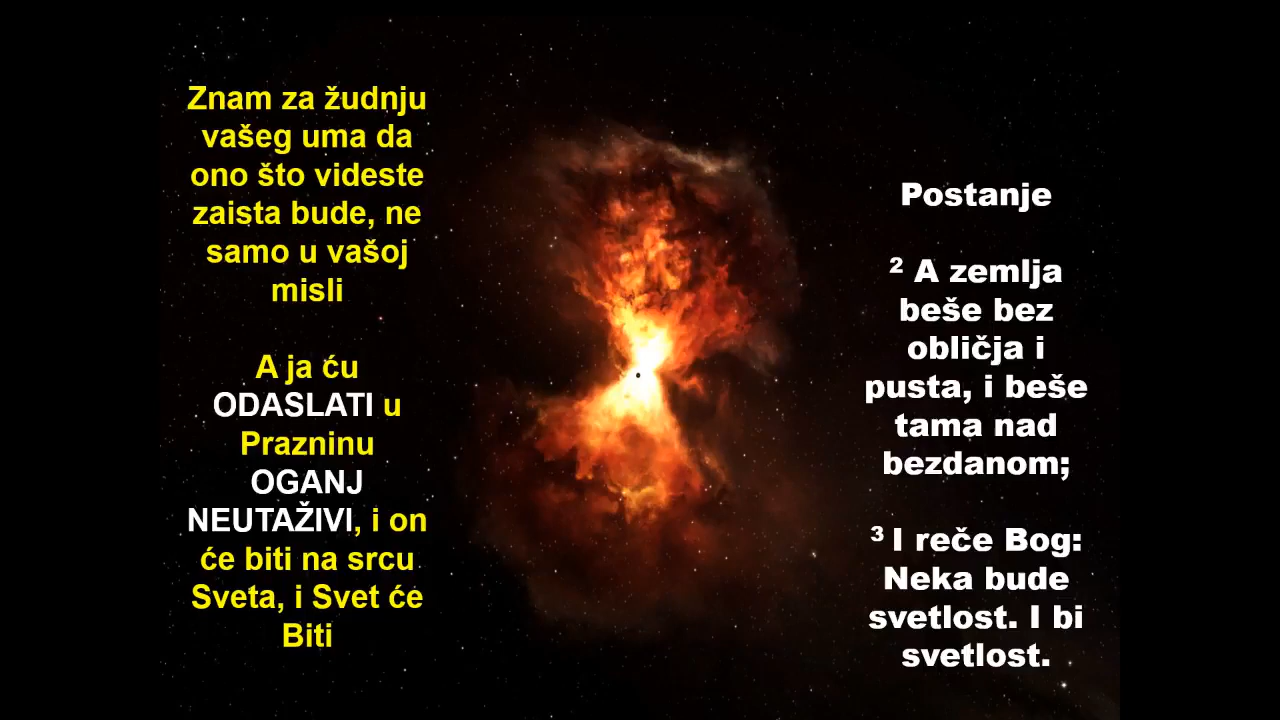 Znam za žudnju
vašeg uma da
ono što videste
zaista bude, ne
samo u vašoj
misli
A ja ću
ODASLATI u
Prazninu
OGANJ
NEUTAŽIVI, i on
će biti na srcu
Sveta, i Svet će
Biti
Postanje
² A zemlja
beše bez
obličja i
pusta, i beše
tama nad
bezdanom;
³ I reče Bog:
Neka bude
svetlost. I bi
svetlost.